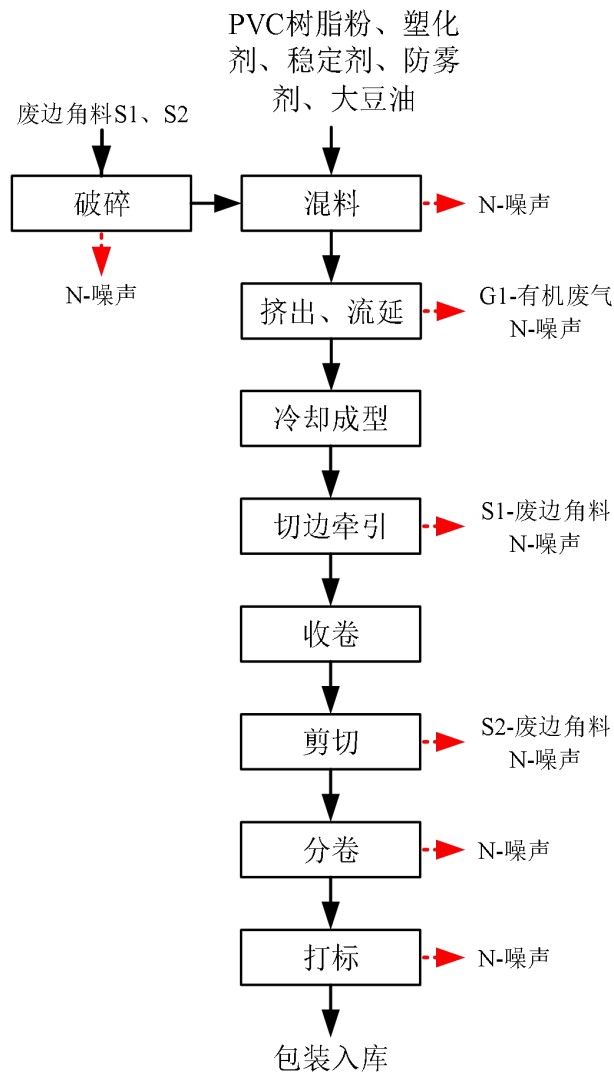 PVC树脂粉、塑化
剂、稳定剂、防雾
剂、大豆油
废边角料S1、S2
破碎
混料
N-噪声
N-噪声
挤出、流延
G1-有机废气
N-噪声
冷却成型
切边牵引
S1-废边角料
N-噪声
收卷
剪切
S2-废边角料
N-噪声
分卷
N-噪声
打标
N-噪声
包装入库